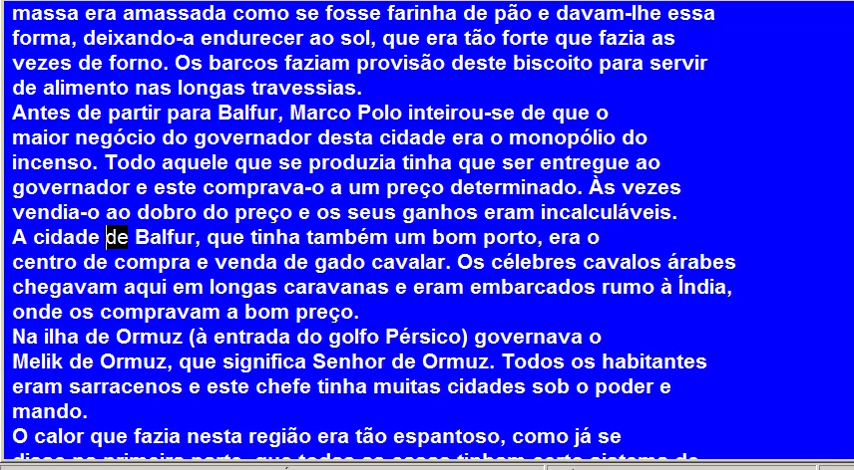 massa era amassada como se fosse farinha de pão e davam-lhe essa
forma, deixando-a endurecer ao sol, que era tão forte que fazia as
vezes de forno. Os barcos faziam provisão deste biscoito para servir
de alimento nas longas travessias.
Antes de partir para Balfur, Marco Polo inteirou-se de que o
maior negócio do governador desta cidade era o monopólio do
incenso. Todo aquele que se produzia tinha que ser entregue ao
governador e este comprava-o a um preço determinado. Às vezes
vendia-o ao dobro do preço e os seus ganhos eram incalculáveis.
A cidade de Balfur, que tinha também um bom porto, era o
centro de compra e venda de gado cavalar. Os célebres cavalos árabes
chegavam aqui em longas caravanas e eram embarcados rumo à Índia,
onde os compravam a bom preço.
Na ilha de Ormuz (à entrada do golfo Pérsico) governava o
Melik de Ormuz, que significa Senhor de Ormuz. Todos os habitantes
eram sarracenos e este chefe tinha muitas cidades sob o poder e
mando.
O calor que fazia nesta região era tão espantoso, como já se